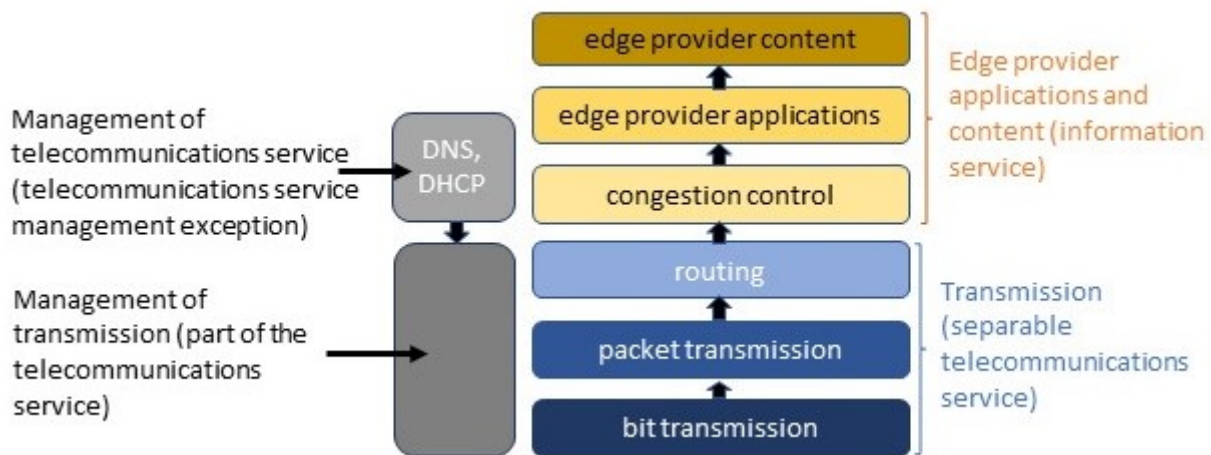 edge provider content
edge provider applications
congestion control
routing
packet transmission
bit transmission
Edge provider
applications and
content (information
service)
Transmission
(separable
telecommunications
service)
DNS,
DHCP
Management of
telecommunications service
(telecommunications service
management exception)
Management of
transmission (part of the
telecommunications
service)